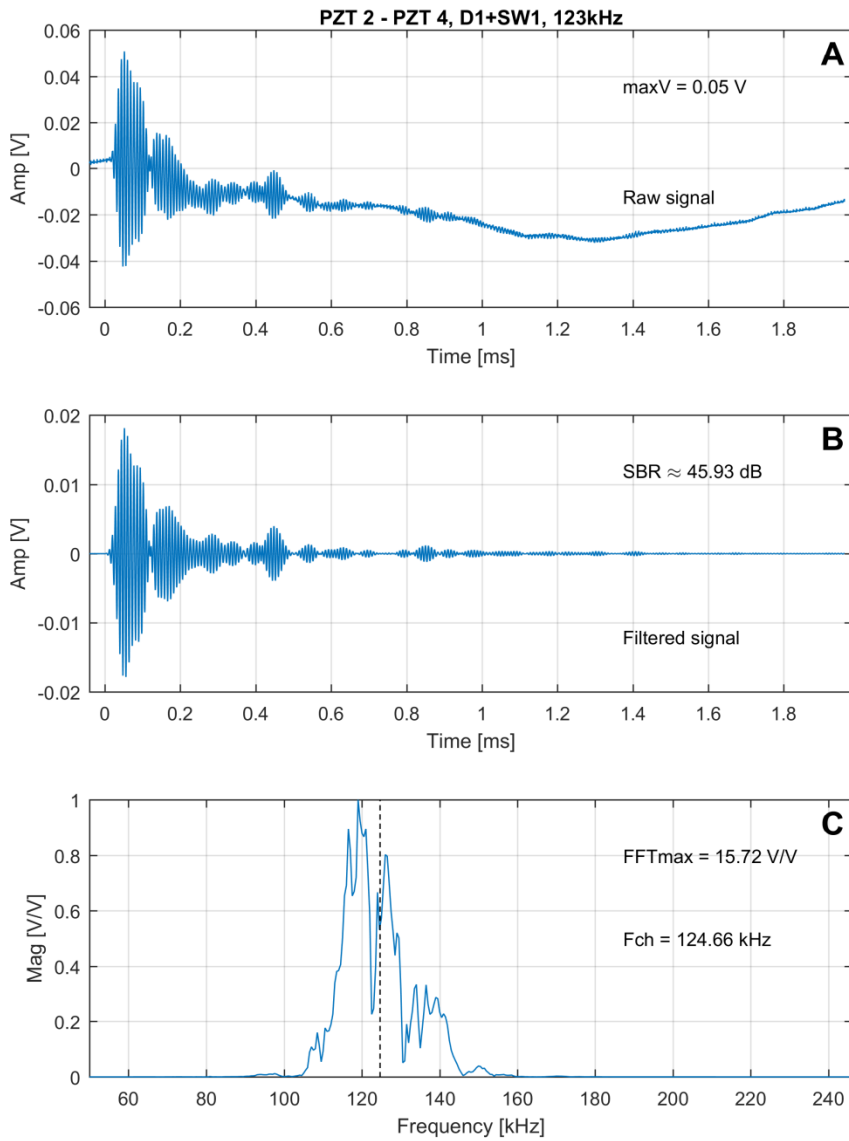 PZT 2 - PZT 4, D1+SW1, 123kHz
A
maxV = 0.05 V
Raw signal
Amp [V]
0.06
0.04
0.02
0
-0.02
-0.04
-0.06
0 0.2 0.4 0.6 0.8 1 1.2 1.4 1.6 1.8
Time [ms]
B
SBR ≈ 45.93 dB
Filtered signal
Amp [V]
0.02
0.01
0
-0.01
-0.02
0 0.2 0.4 0.6 0.8 1 1.2 1.4 1.6 1.8
Time [ms]
C
FFTmax = 15.72 V/V
Fch = 124.66 kHz
Mag [V/V]
1
0.8
0.6
0.4
0.2
0
60 80 100 120 140 160 180 200 220 240
Frequency [kHz]